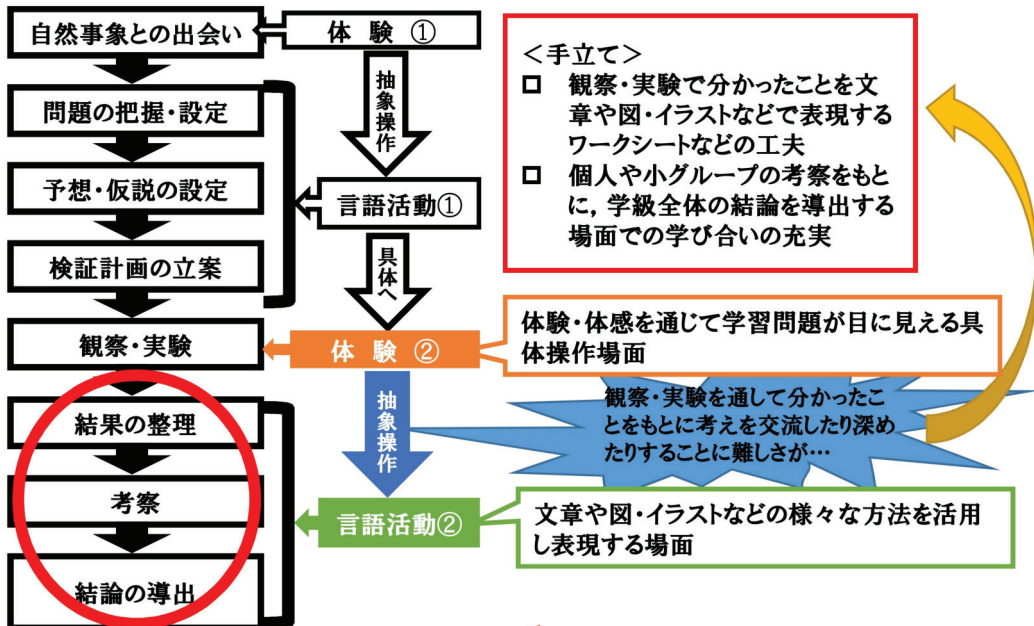 自然事象との出会い
問題の把握・設定
予想・仮説の設定
検証計画の立案
観察・実験
結果の整理
考察
結論の導出
体 験 ①
抽象操作
言語活動①
具体へ
体 験 ②
抽象操作
言語活動②
＜手立て＞
□ 観察・実験で分かったことを文
章や図・イラストなどで表現する
ワークシートなどの工夫
□ 個人や小グループの考察をもと
に，学級全体の結論を導出する
場面での学び合いの充実
体験・体感を通じて学習問題が目に見える具
体操作場面
観察・実験を通して分かったこ
とをもとに考えを交流したり深め
たりすることに難しさが…
文章や図・イラストなどの様々な方法を活用
し表現する場面